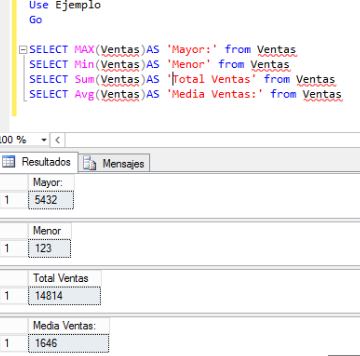 Use Ejemplo
Go
SELECT MAX(Ventas)AS 'Mayor:' from Ventas
SELECT Min(Ventas)AS 'Menor' from Ventas
SELECT Sum(Ventas)AS 'Total Ventas' from Ventas
SELECT Avg(Ventas)AS 'Media Ventas:' from Ventas
100 %
Resultados Mensajes
Mayor:
1 5432
Menor
1 123
Total Ventas
1 14814
Media Ventas:
1 1646